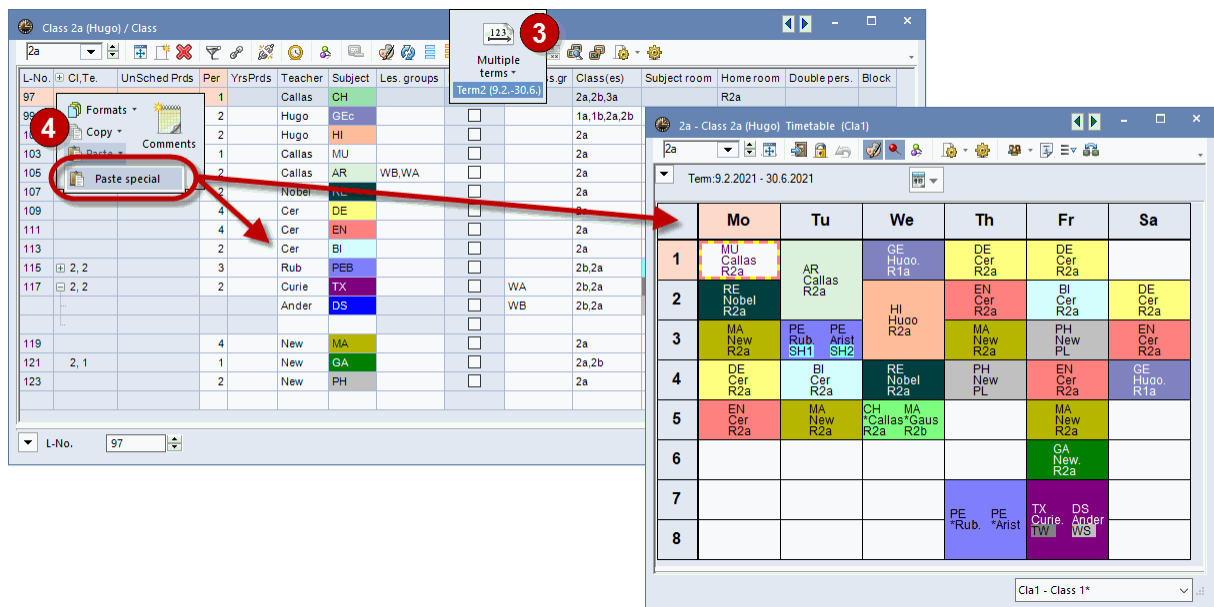 Class 2a (Hugo) / Class
2a
123
Multiple
terms
Term2 (9.2.-30.6.)
3
L-No. Cl,Te. UnSched Prds Per YrsPrds Teacher Subject Les. groups s.gr Class(es) Subject room Homeroom Double pers. Block
97 1 Callas CH 2a,2b,3a R2a
2 Hugo GEc 1a,1b,2a,2b
2 Hugo HI 2a
103 1 Callas MU 2a
105 2 Callas AR WB,WA 2a
107 2 Nobel RE 2a
109 4 Cer DE 2a
111 4 Cer EN 2a
113 2 Cer BI 2a
115 2, 2 3 Rub PEB 2b,2a
117 2, 2 2 Curie TX WA 2b,2a
Ander DS WB 2b,2a
119 4 New MA 2a
121 2, 1 1 New GA 2a,2b
123 2 New PH 2a
L-No. 97
4
Formats
Copy
Paste
Comments
Paste special
2a - Class 2a (Hugo) Timetable (Cla1)
2a
Term:9.2.2021 - 30.6.2021
Mo Tu We Th Fr Sa
1
MU
Callas
R2a
AR
Callas
R2a
GE
Hugo.
R1a
DE
Cer
R2a
DE
Cer
R2a
2
RE
Nobel
R2a
HI
Hugo
R2a
EN
Cer
R2a
BI
Cer
R2a
DE
Cer
R2a
3
MA
New
R2a
PE PE
Rub. Arist
SH1 SH2
MA
New
R2a
PH
New
PL
EN
Cer
R2a
4
DE
Cer
R2a
BI
Cer
R2a
RE
Nobel
R2a
PH
New
PL
EN
Cer
R2a
GE
Hugo.
R1a
5
EN
Cer
R2a
MA
New
R2a
CH MA
*Callas*Gaus
R2a R2b
MA
New
R2a
6
GA
New.
R2a
7
PE PE
*Rub. *Arist
TX DS
Curie. Ander
TW WS
8
Cla1 - Class 1*